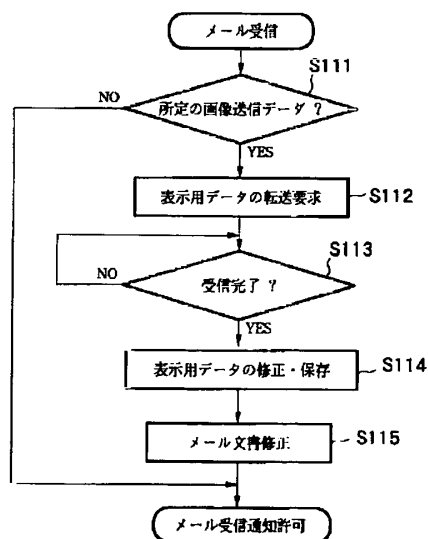 メール受信
S111
NO
所定の画像送信データ ?
YES
表示用データの転送要求
S112
S113
NO
受信完了 ?
YES
表示用データの修正・保存
S114
メール文書修正
S115
メール受信通知許可